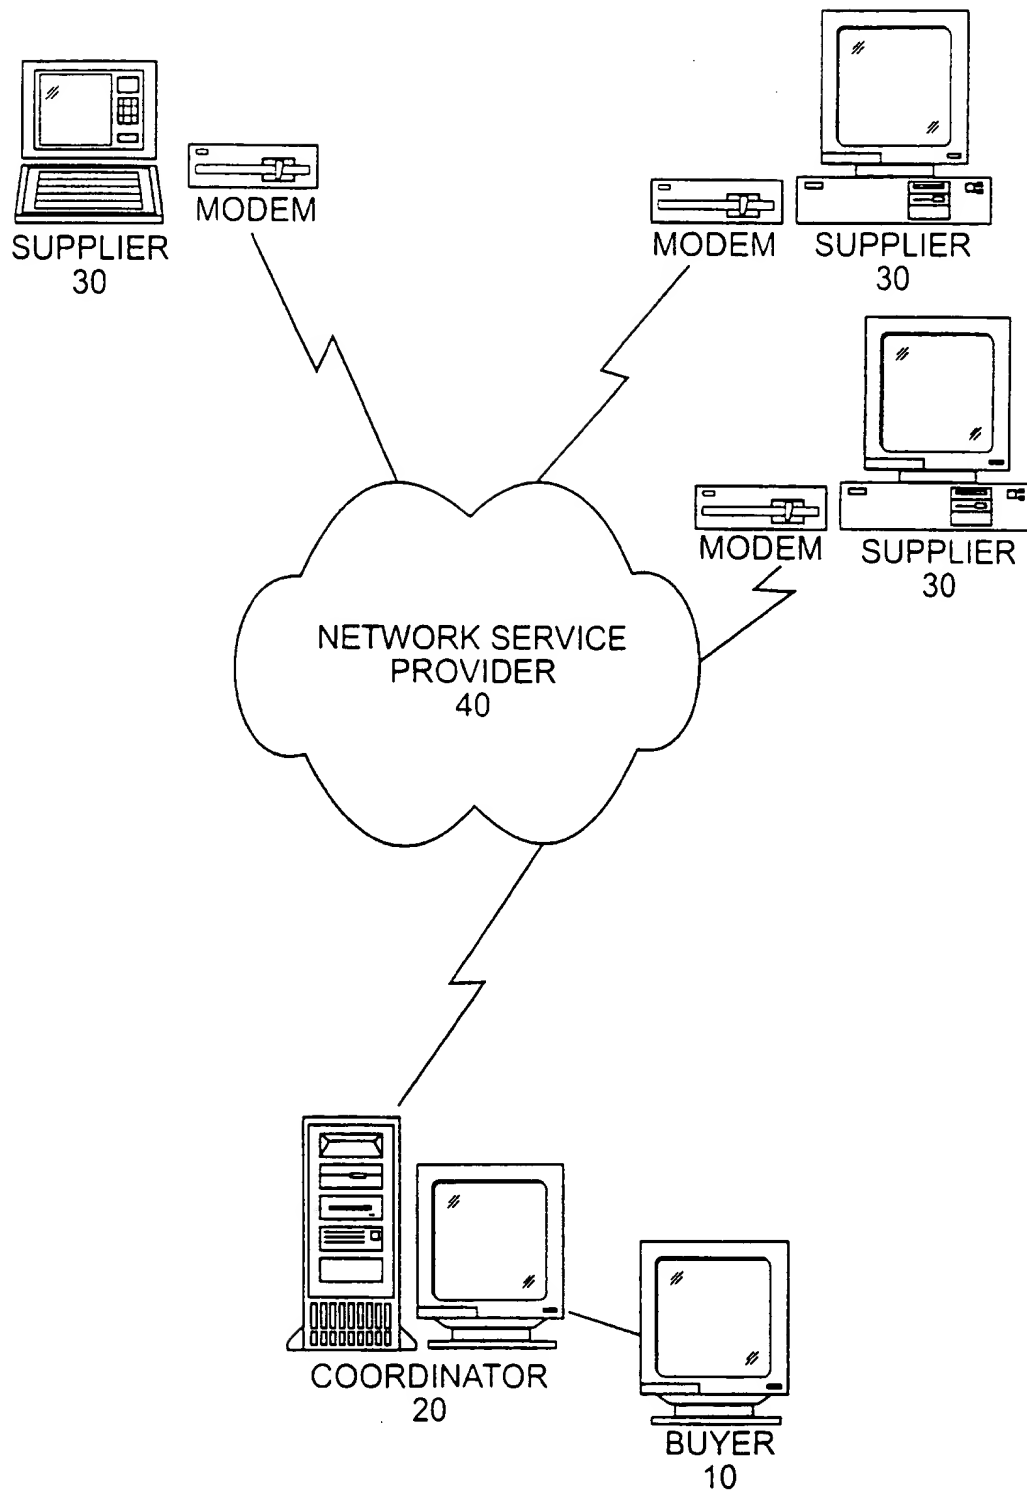 MODEM
SUPPLIER
30
MODEM
SUPPLIER
30
MODEM
SUPPLIER
30
NETWORK SERVICE
PROVIDER
40
COORDINATOR
20
BUYER
10